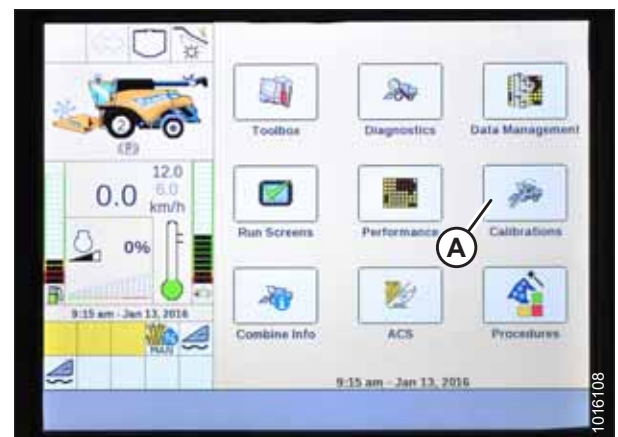 2
(P)
12.0
0.0
6.0
km/h
0%
9:15 am - Jan 13, 2016
MAN
Toolbox
Diagnostics
Data Management
Run Screens
Performance
Calibrations
A
Combine Info
ACS
Procedures
9:15 am - Jan 13, 2016
1016108